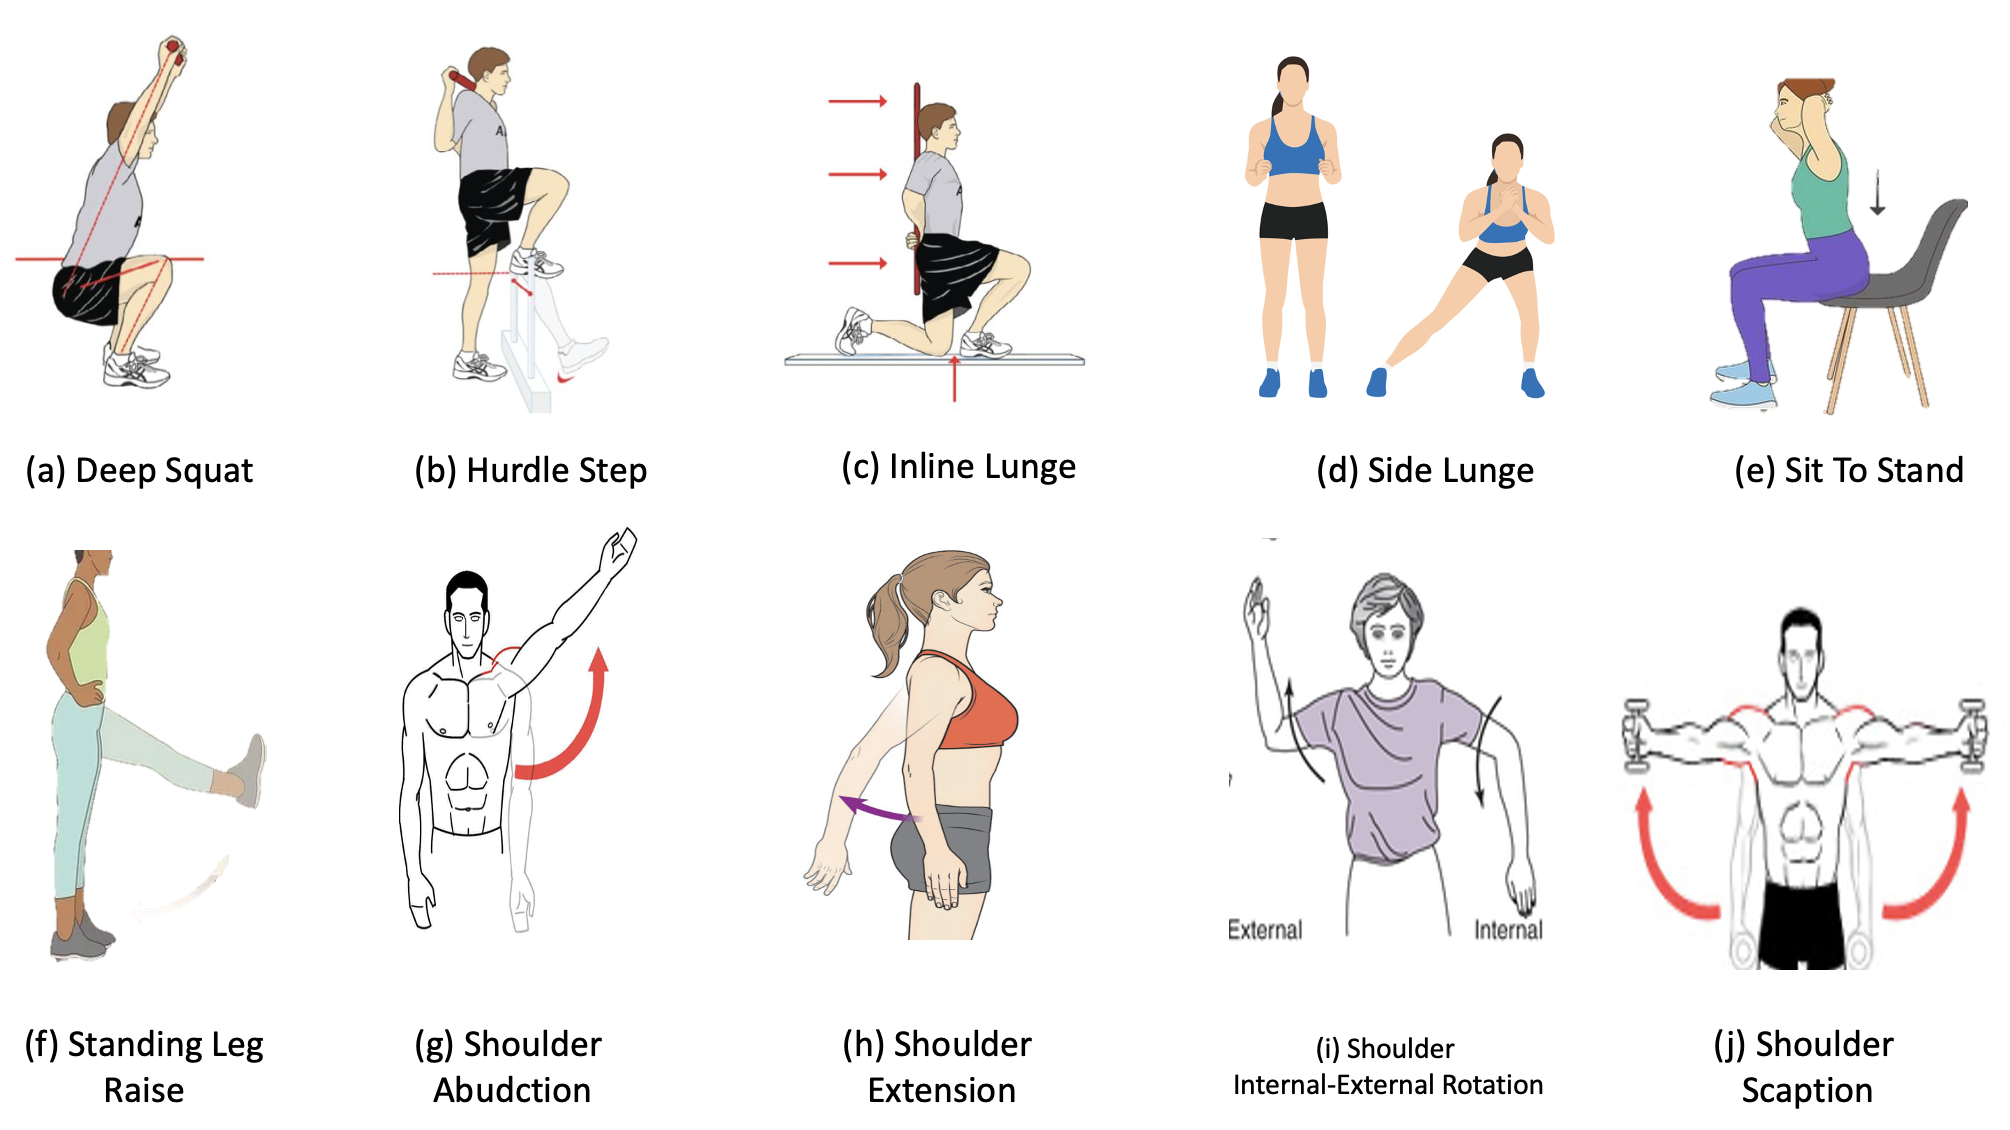 A
A
(a) Deep Squat
(b) Hurdle Step
(c) Inline Lunge
(d) Side Lunge
(e) Sit To Stand
External
Internal
(f) Standing Leg
Raise
(g) Shoulder
Abudction
(h) Shoulder
Extension
(i) Shoulder
Internal-External Rotation
(j) Shoulder
Scaption